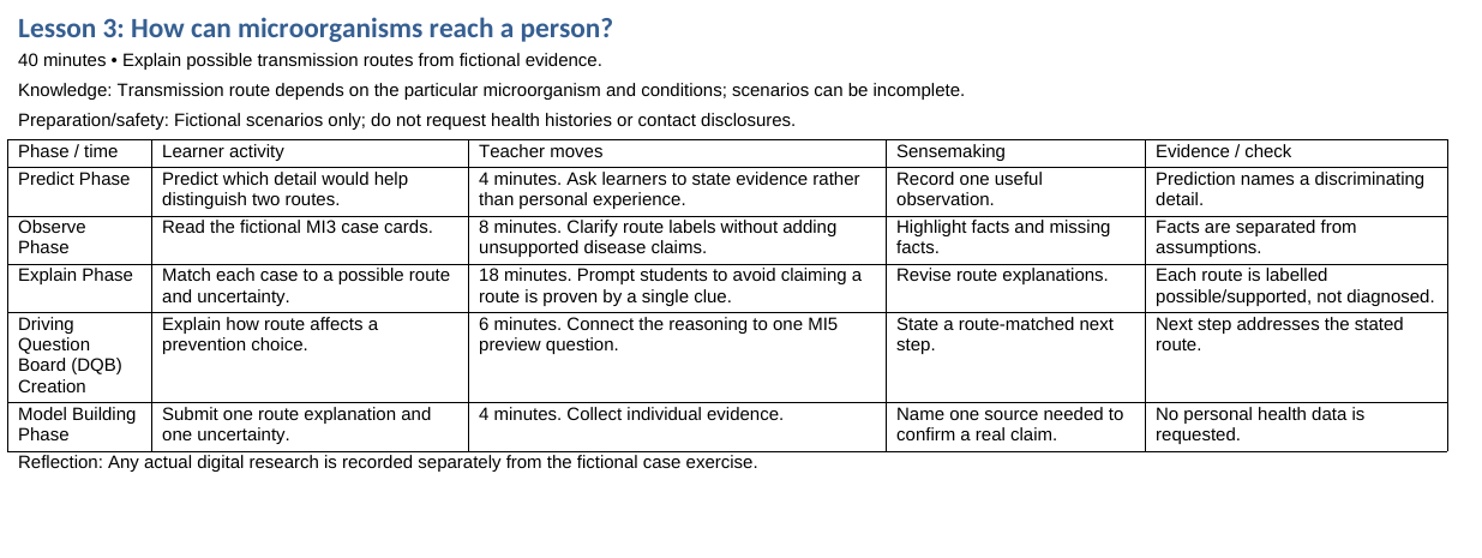 Lesson 3: How can microorganisms reach a person?
40 minutes • Explain possible transmission routes from fictional evidence.
Knowledge: Transmission route depends on the particular microorganism and conditions; scenarios can be incomplete.
Preparation/safety: Fictional scenarios only; do not request health histories or contact disclosures.
Phase / time
Learner activity
Teacher moves
Sensemaking
Evidence / check
Predict Phase
Predict which detail would help
distinguish two routes.
4 minutes. Ask learners to state evidence rather
than personal experience.
Record one useful
observation.
Prediction names a discriminating
detail.
Observe
Phase
Read the fictional MI3 case cards.
8 minutes. Clarify route labels without adding
unsupported disease claims.
Highlight facts and missing
facts.
Facts are separated from
assumptions.
Explain Phase
Match each case to a possible route
and uncertainty.
18 minutes. Prompt students to avoid claiming a
route is proven by a single clue.
Revise route explanations.
Each route is labelled
possible/supported, not diagnosed.
Driving
Question
Board (DQB)
Creation
Explain how route affects a
prevention choice.
6 minutes. Connect the reasoning to one MI5
preview question.
State a route-matched next
step.
Next step addresses the stated
route.
Model Building
Phase
Submit one route explanation and
one uncertainty.
4 minutes. Collect individual evidence.
Name one source needed to
confirm a real claim.
No personal health data is
requested.
Reflection: Any actual digital research is recorded separately from the fictional case exercise.